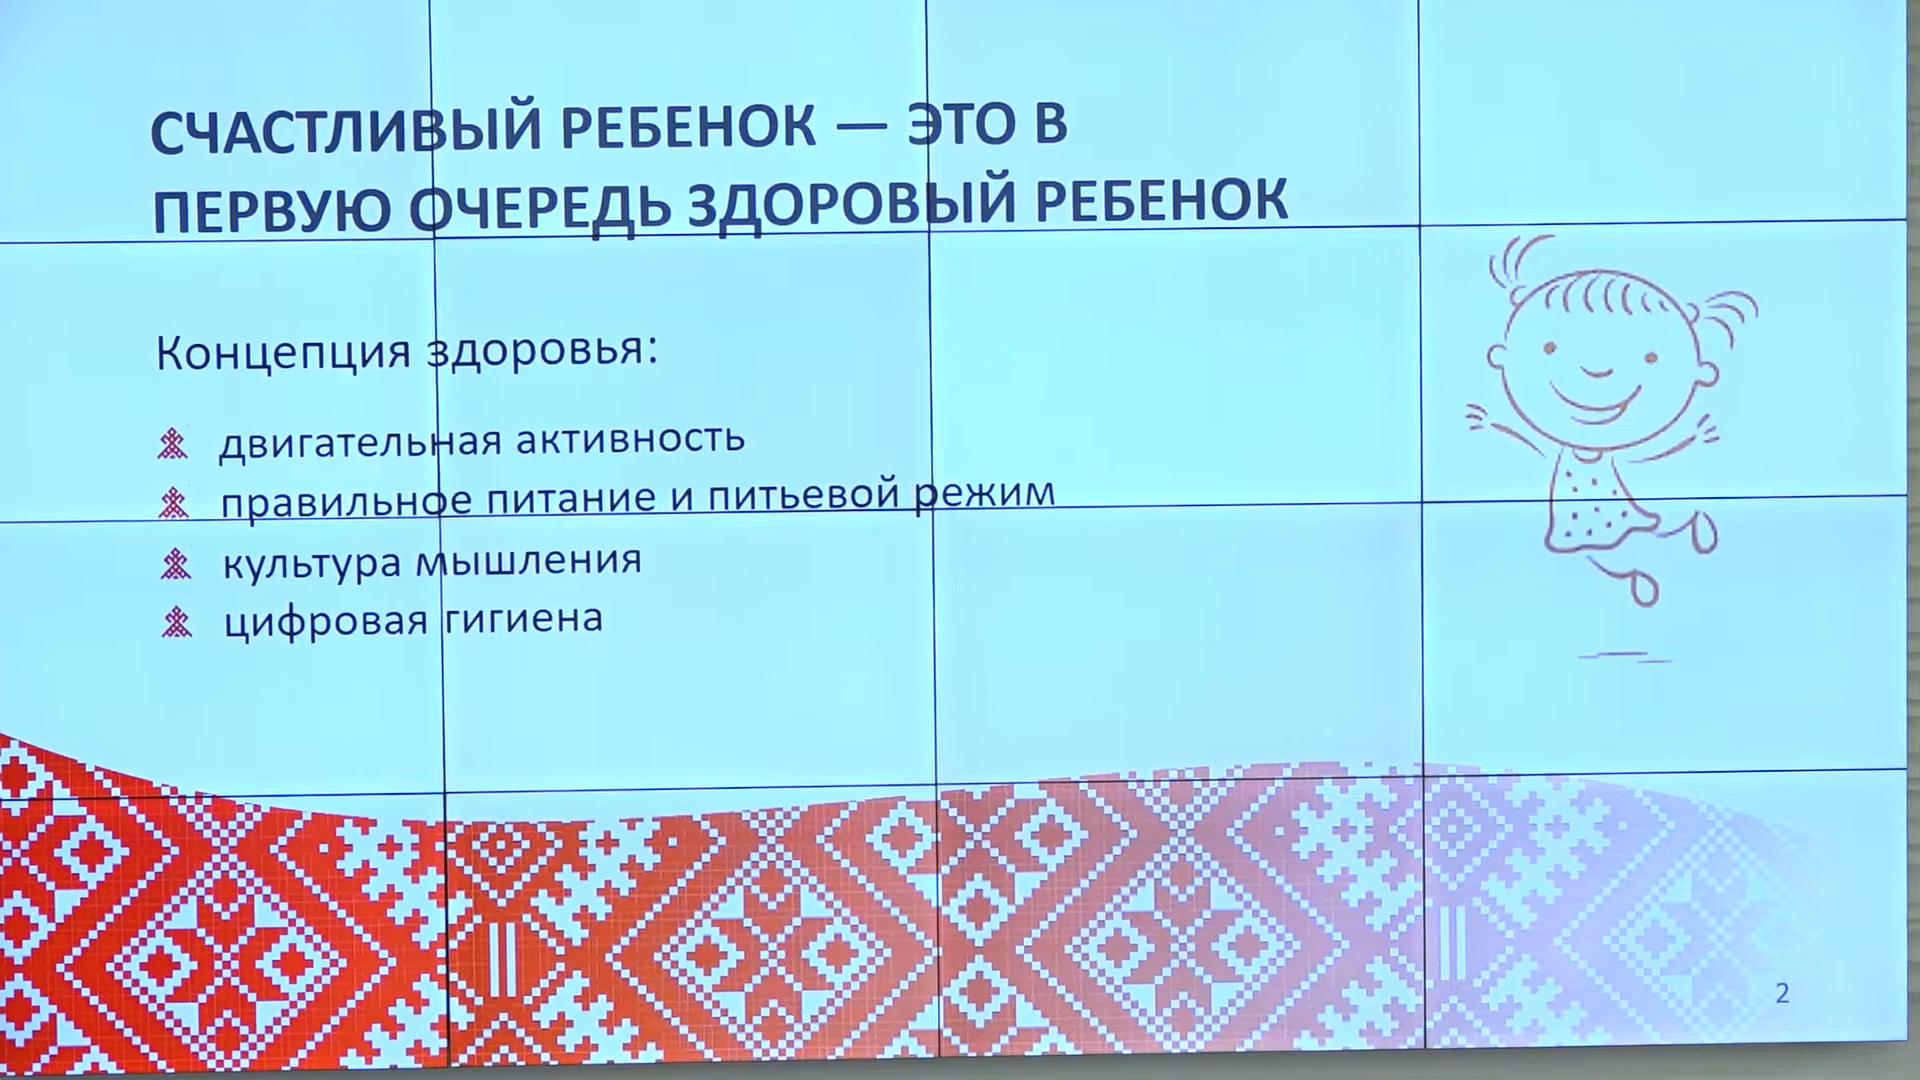 СЧАСТЛИВЫЙ РЕБЕНОК — ЭТО В
ПЕРВУЮ ОЧЕРЕДЬ ЗДОРОВЫЙ РЕБЕНОК
Концепция здоровья:
двигательная активность
правильное питание и питьевой режим
культура мышления
цифровая гигиена
2